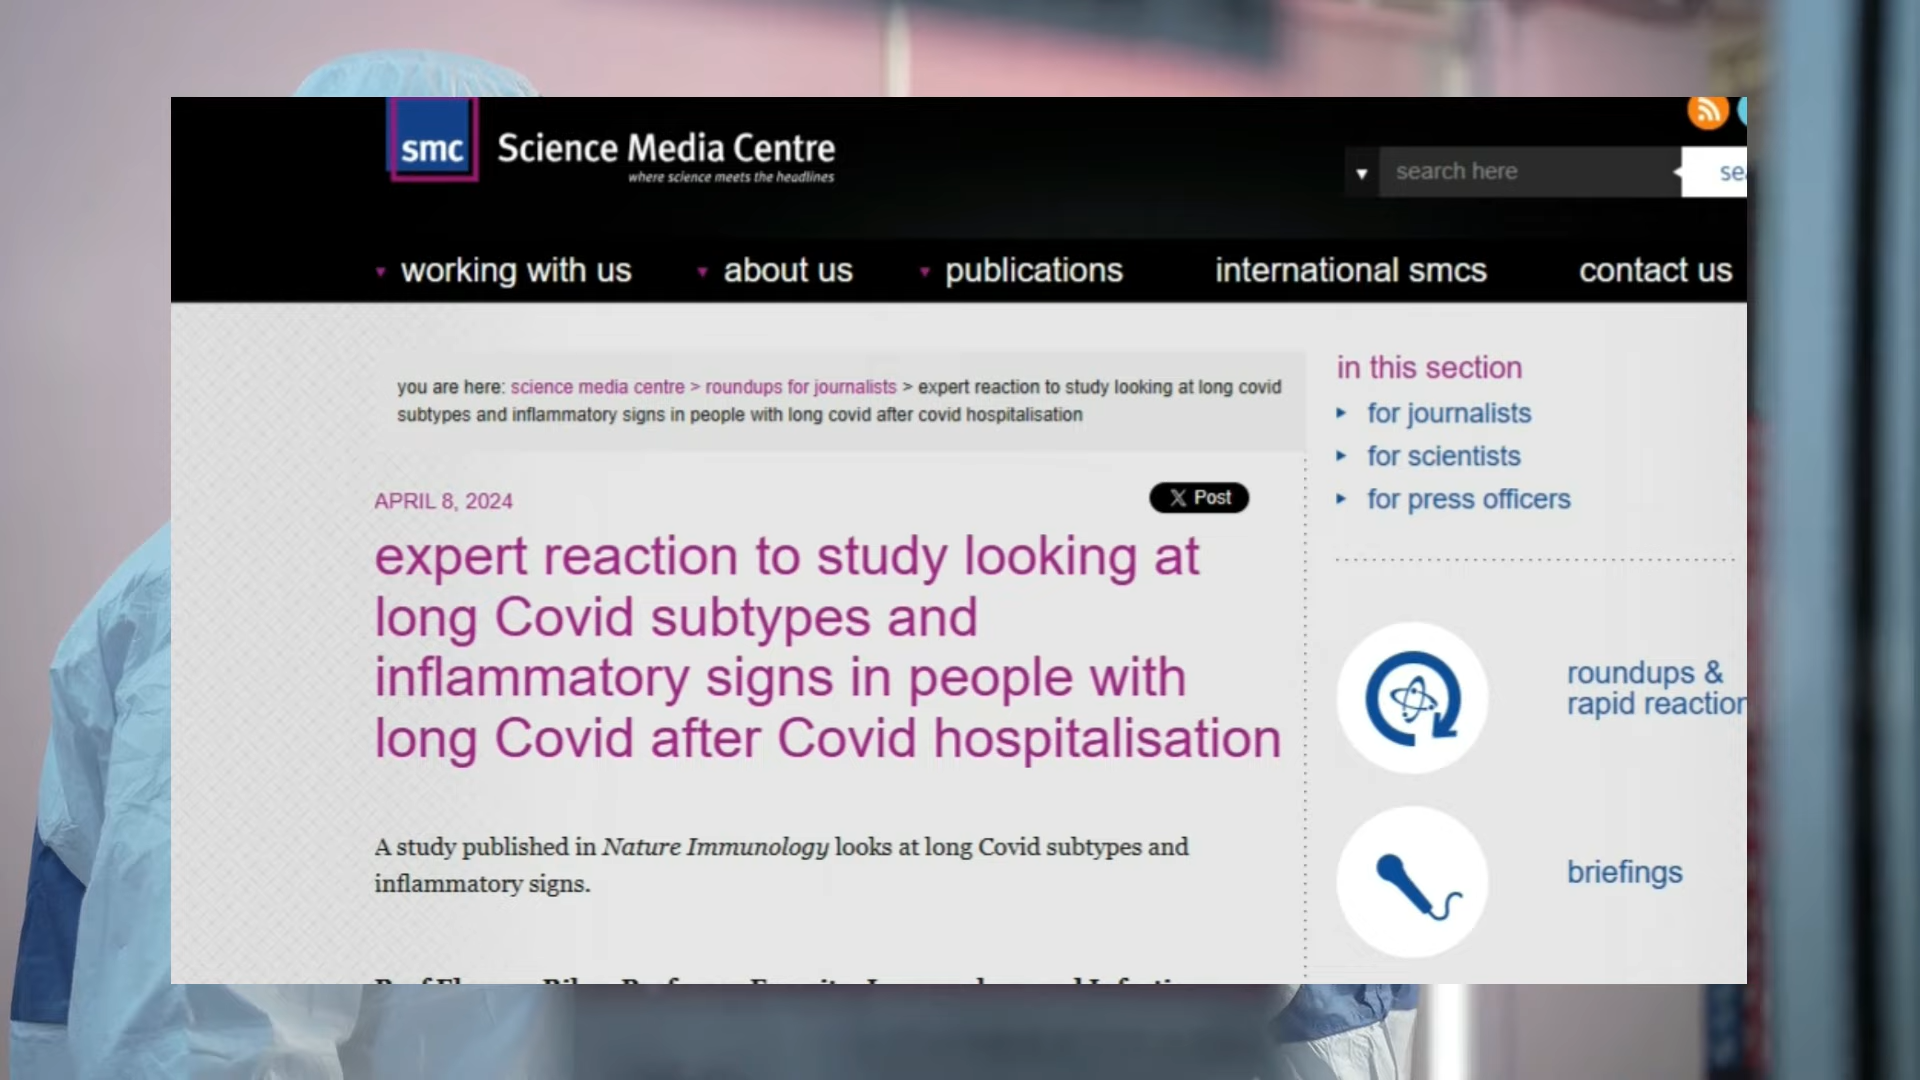 smc
Science Media Centre
where science meets the headlines
search here
working with us
about us
publications
international smcs
contact us
you are here: science media centre > roundups for journalists > expert reaction to study looking at long covid
subtypes and inflammatory signs in people with long covid after covid hospitalisation
in this section
for journalists
for scientists
for press officers
APRIL 8, 2024
Post
expert reaction to study looking at
long Covid subtypes and
inflammatory signs in people with
long Covid after Covid hospitalisation
roundups &
rapid reaction
A study published in Nature Immunology looks at long Covid subtypes and
inflammatory signs.
briefings